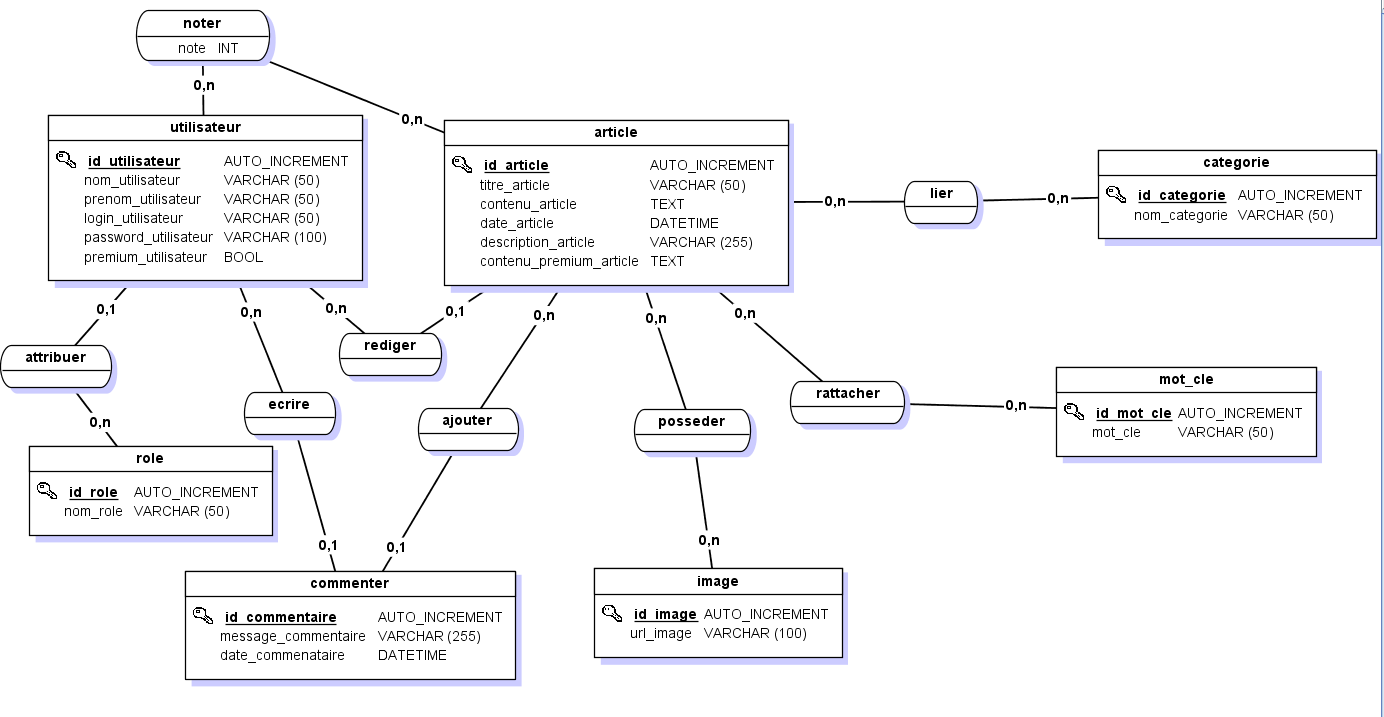 noter
note INT
0,n
0,n
utilisateur
id_utilisateur AUTO_INCREMENT
nom_utilisateur VARCHAR (50)
prenom_utilisateur VARCHAR (50)
login_utilisateur VARCHAR (50)
password_utilisateur VARCHAR (100)
premium_utilisateur BOOL
article
id_article AUTO_INCREMENT
titre_article VARCHAR (50)
contenu_article TEXT
date_article DATETIME
description_article VARCHAR (255)
contenu_premium_article TEXT
0,n
lier
0,n
categorie
id_categorie AUTO_INCREMENT
nom_categorie VARCHAR (50)
0,1
0,n
0,n
0,1
0,n
0,n
0,n
attribuer
rediger
ecrire
ajouter
posseder
rattacher
0,n
mot_cle
id_mot_cle AUTO_INCREMENT
mot_cle VARCHAR (50)
0,n
role
id_role AUTO_INCREMENT
nom_role VARCHAR (50)
0,1
0,1
0,n
commenter
id_commentaire AUTO_INCREMENT
message_commentaire VARCHAR (255)
date_commenataire DATETIME
image
id_image AUTO_INCREMENT
url_image VARCHAR (100)